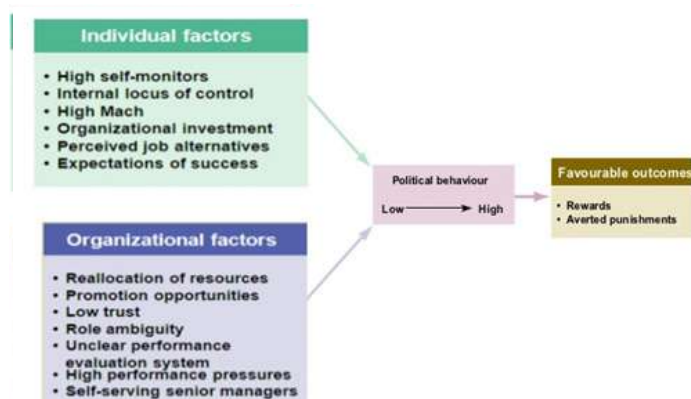 Individual factors
• High self-monitors
• Internal locus of control
• High Mach
• Organizational investment
• Perceived job alternatives
• Expectations of success
Organizational factors
• Reallocation of resources
• Promotion opportunities
• Low trust
• Role ambiguity
• Unclear performance
evaluation system
• High performance pressures
• Self-serving senior managers
Political behaviour
Low High
Favourable outcomes
• Rewards
• Averted punishments